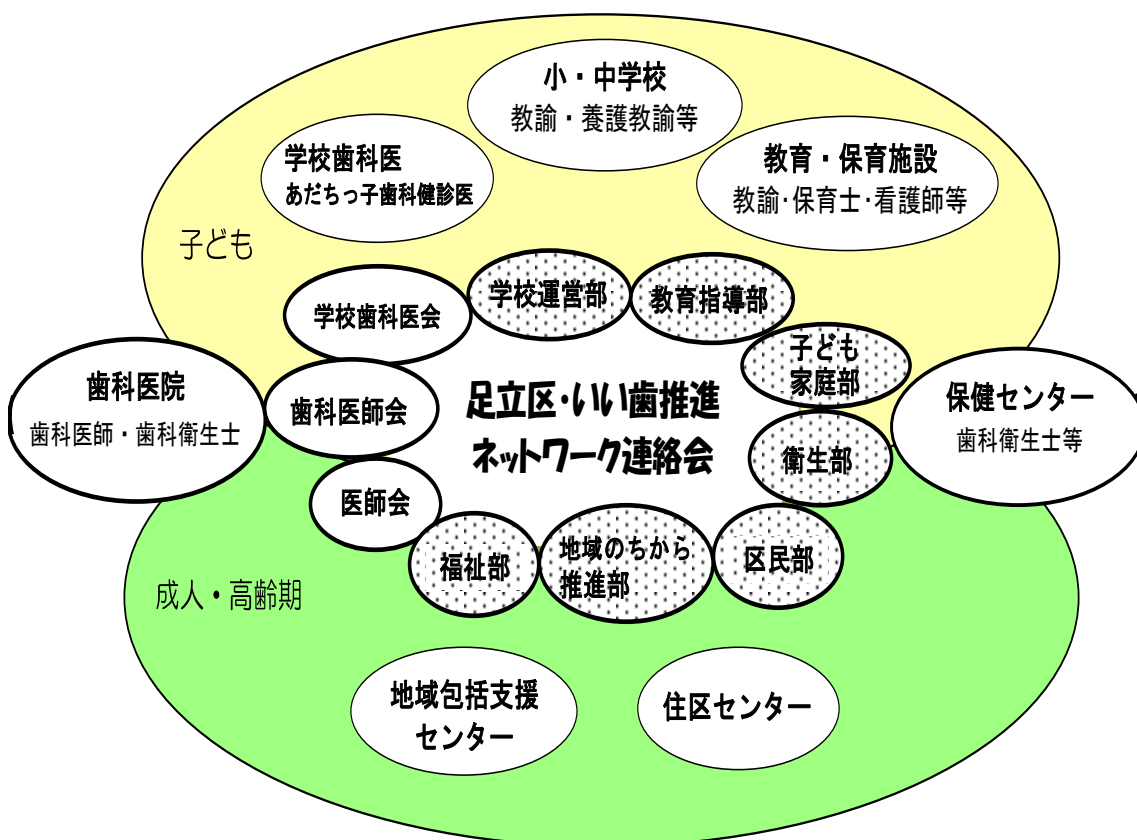 小・中学校
教諭・養護教諭等
学校歯科医
あだちっ子歯科健診医
教育・保育施設
教諭・保育士・看護師等
子ども
学校運営部
教育指導部
学校歯科医会
子ども
家庭部
歯科医院
歯科医師・歯科衛生士
歯科医師会
足立区・いい歯推進
ネットワーク連絡会
保健センター
歯科衛生士等
衛生部
医師会
福祉部
地域のちから
推進部
区民部
成人・高齢期
地域包括支援
センター
住区センター